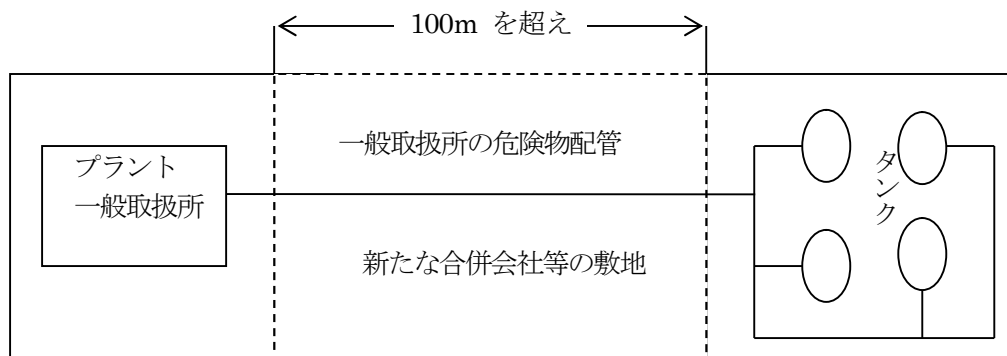 100m を超え
一般取扱所の危険物配管
プラント
一般取扱所
タンク
新たな合併会社等の敷地